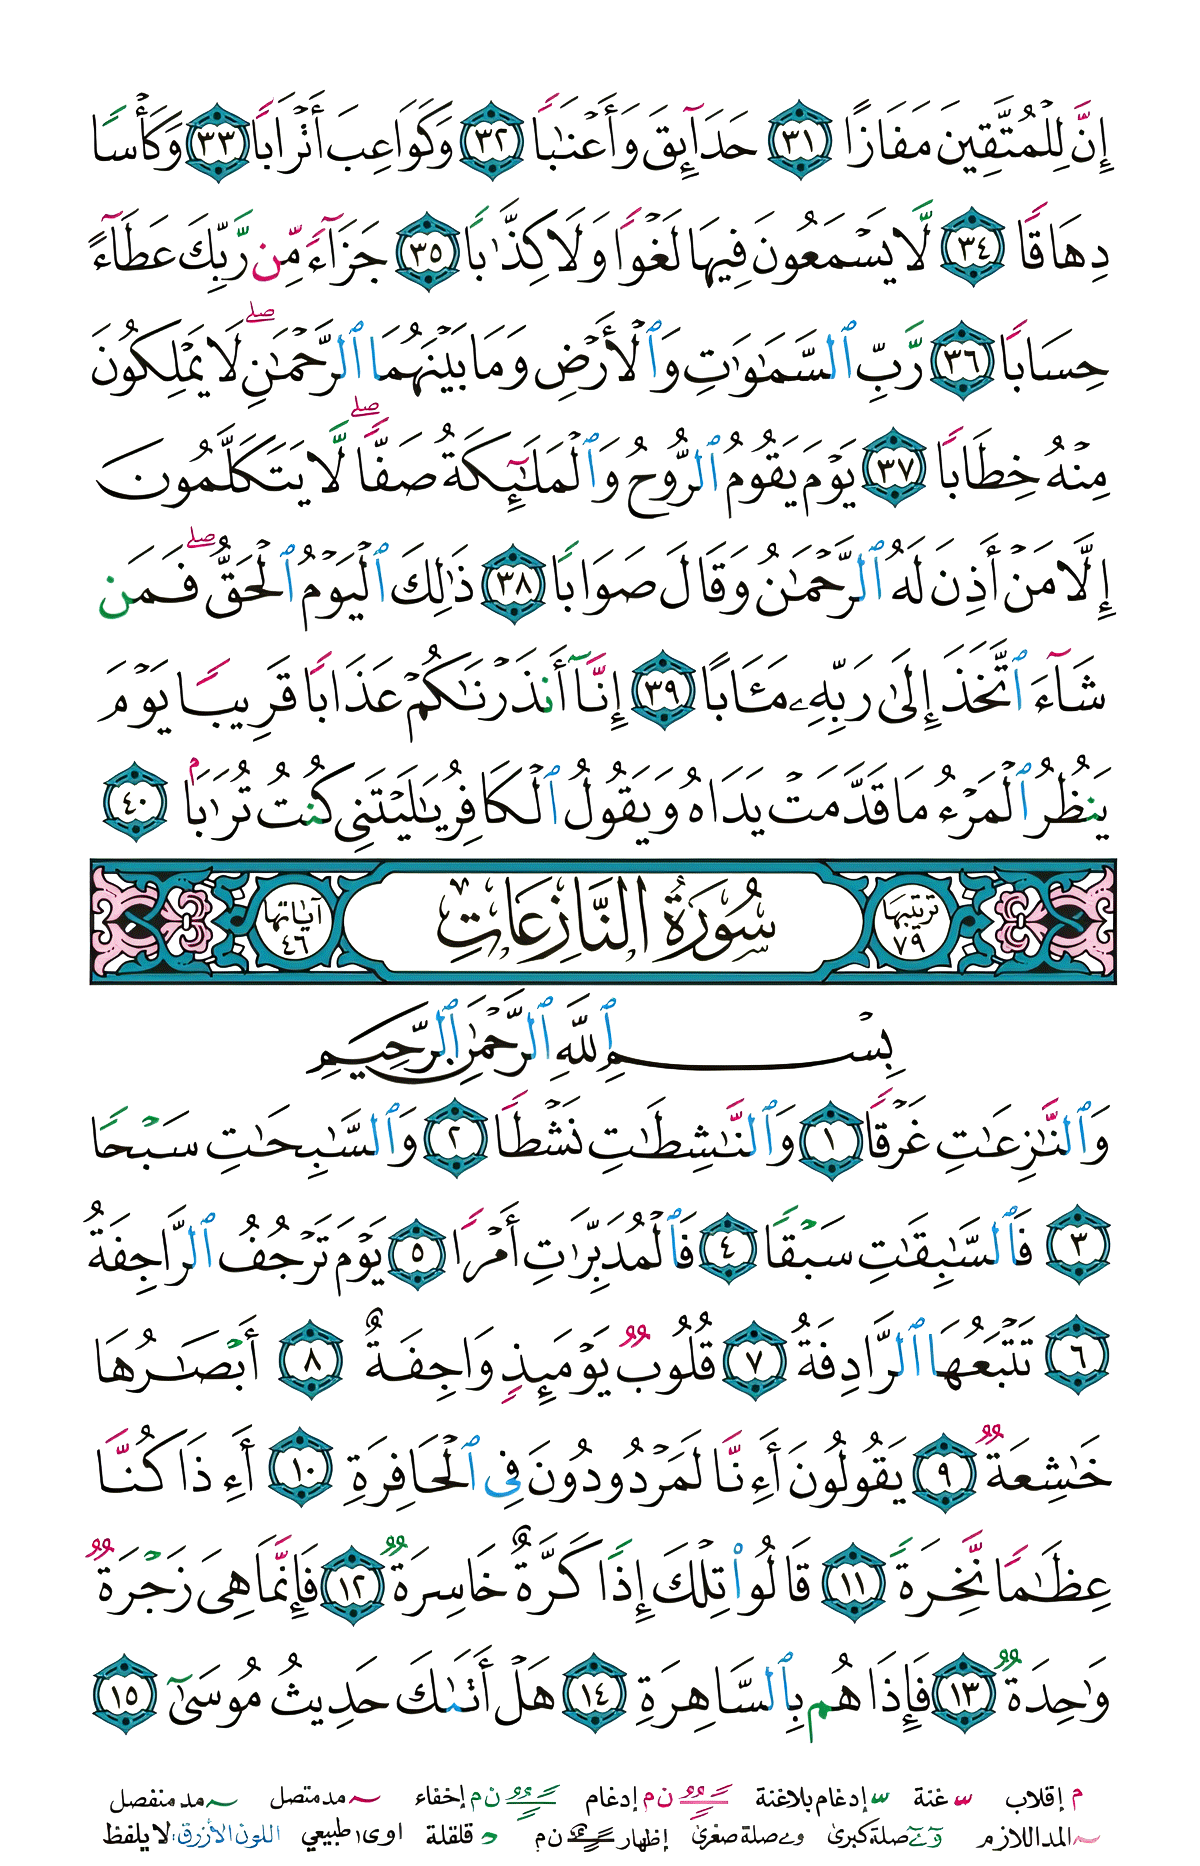 إِنَّ لِلْمُتَّقِينَ مَفَازًا ٣١ حَدَآئِقَ وَأَعْنَٰبًا ٣٢ وَكَوَاعِبَ أَتْرَابًا ٣٣ وَكَأْسًا
دِهَاقًا ٣٤ لَّا يَسْمَعُونَ فِيهَا لَغْوًا وَلَا كِذَّٰبًا ٣٥ جَزَآءً مِّن رَّبِّكَ عَطَآءً
حِسَابًا ٣٦ رَّبِّ ٱلسَّمَٰوَٰتِ وَٱلْأَرْضِ وَمَا بَيْنَهُمَا ٱلرَّحْمَٰنِ ۖ لَا يَمْلِكُونَ
مِنْهُ خِطَابًا ٣٧ يَوْمَ يَقُومُ ٱلرُّوحُ وَٱلْمَلَٰٓئِكَةُ صَفًّا ۖ لَّا يَتَكَلَّمُونَ
إِلَّا مَنْ أَذِنَ لَهُ ٱلرَّحْمَٰنُ وَقَالَ صَوَابًا ٣٨ ذَٰلِكَ ٱلْيَوْمُ ٱلْحَقُّ ۖ فَمَن
شَآءَ ٱتَّخَذَ إِلَىٰ رَبِّهِۦ مَـَٔابًا ٣٩ إِنَّآ أَنذَرْنَٰكُمْ عَذَابًا قَرِيبًا يَوْمَ
يَنظُرُ ٱلْمَرْءُ مَا قَدَّمَتْ يَدَاهُ وَيَقُولُ ٱلْكَافِرُ يَٰلَيْتَنِى كُنتُ تُرَٰبَۢا ٤٠
ترتيبها ٧٩ سُورَةُ النَّازِعَاتِ آياتها ٤٦
بِسْمِ ٱللَّهِ ٱلرَّحْمَٰنِ ٱلرَّحِيمِ
وَٱلنَّٰزِعَٰتِ غَرْقًا ١ وَٱلنَّٰشِطَٰتِ نَشْطًا ٢ وَٱلسَّٰبِحَٰتِ سَبْحًا
٣ فَٱلسَّٰبِقَٰتِ سَبْقًا ٤ فَٱلْمُدَبِّرَٰتِ أَمْرًا ٥ يَوْمَ تَرْجُفُ ٱلرَّاجِفَةُ
٦ تَتْبَعُهَا ٱلرَّادِفَةُ ٧ قُلُوبٌ يَوْمَئِذٍ وَاجِفَةٌ ٨ أَبْصَٰرُهَا
خَٰشِعَةٌ ٩ يَقُولُونَ أَءِنَّا لَمَرْدُودُونَ فِى ٱلْحَافِرَةِ ١٠ أَءِذَا كُنَّا
عِظَٰمًا نَّخِرَةً ١١ قَالُوا۟ تِلْكَ إِذًا كَرَّةٌ خَاسِرَةٌ ١٢ فَإِنَّمَا هِىَ زَجْرَةٌ
وَٰحِدَةٌ ١٣ فَإِذَا هُم بِٱلسَّاهِرَةِ ١٤ هَلْ أَتَىٰكَ حَدِيثُ مُوسَىٰٓ ١٥
م إقلاب غنة إدغام بلاغنة ن م إدغام ن م إخفاء مد متصل مد منفصل
المد اللازم صلة كبرى و ے صلة صغرى إظهار ن م قلقلة ا و ى طبيعي اللون الأزرق: لا يلفظ